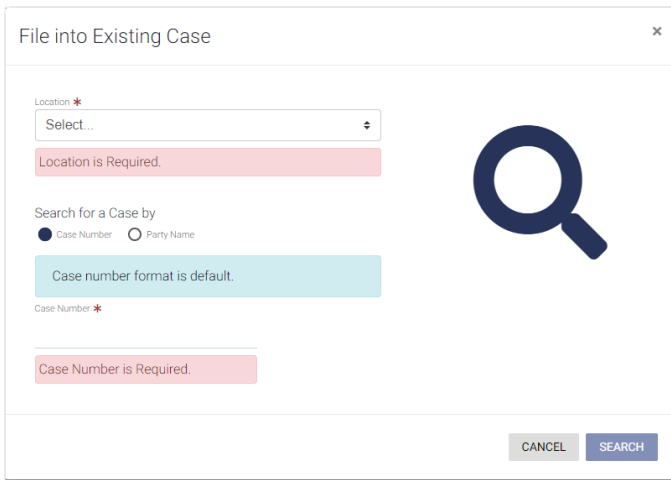 File into Existing Case
×
Location *
Select...
Location is Required.
Search for a Case by
Case Number Party Name
Case number format is default.
Case Number *
Case Number is Required.
CANCEL SEARCH